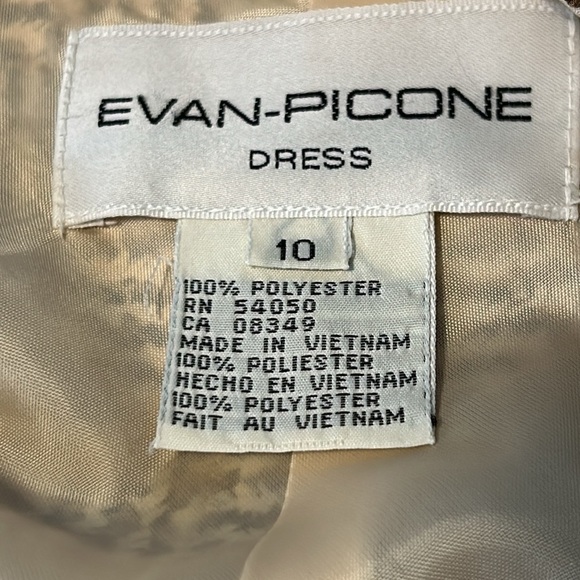 EVAN-PICONE
DRESS
10
100% POLYESTER
RN 54050
CA 08349
MADE IN VIETNAM
100% POLIESTER
HECHO EN VIETNAM
100% POLYESTER
FAIT AU VIETNAM